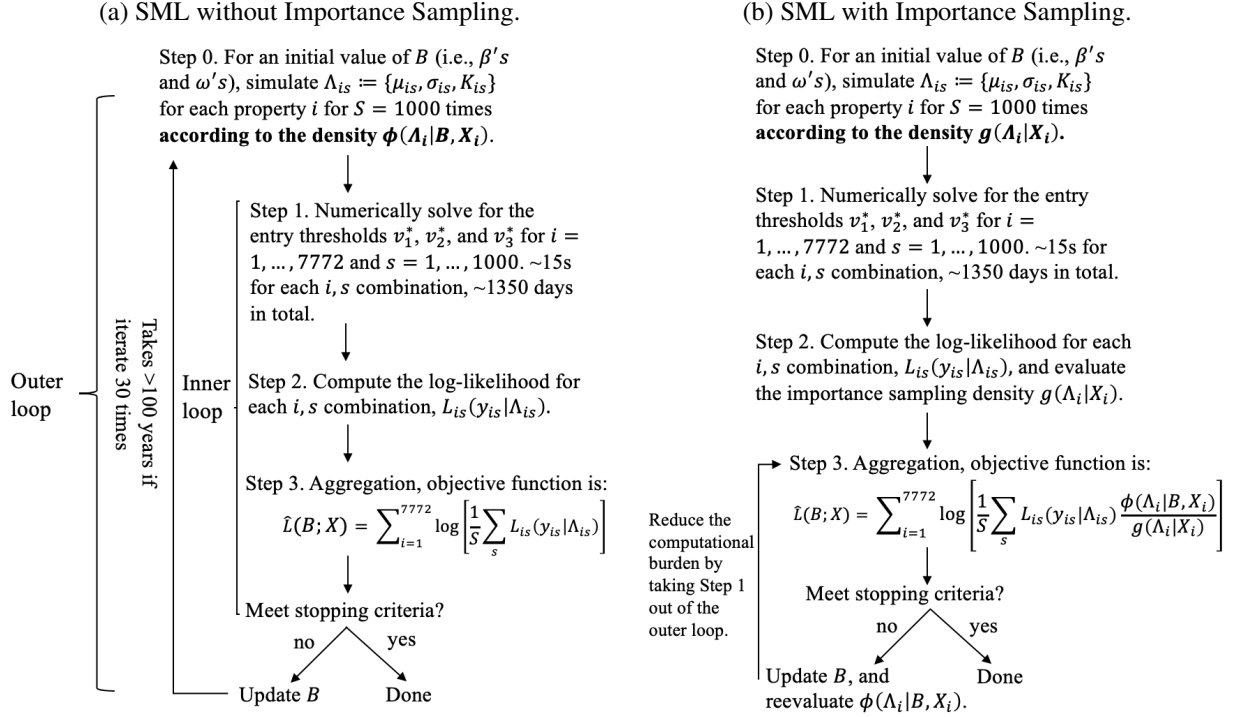 (a) SML without Importance Sampling.
Step 0. For an initial value of B (i.e., β's
and ω's), simulate Λ_is ≔ {μ_is, σ_is, K_is}
for each property i for S = 1000 times
according to the density ϕ(Λ_i|B, X_i).
Step 1. Numerically solve for the
entry thresholds v_1^*, v_2^*, and v_3^* for i =
1, … , 7772 and s = 1, … , 1000. ~15s
for each i, s combination, ~1350 days
in total.
Step 2. Compute the log-likelihood for
each i, s combination, L_is(y_is|Λ_is).
Step 3. Aggregation, objective function is:
L̂(B; X) = ∑_{i=1}^{7772} log[1/S ∑_s L_is(y_is|Λ_is)]
Meet stopping criteria?
no
yes
Update B
Done
Outer
loop
Takes >100 years if
iterate 30 times
Inner
loop
(b) SML with Importance Sampling.
Step 0. For an initial value of B (i.e., β's
and ω's), simulate Λ_is ≔ {μ_is, σ_is, K_is}
for each property i for S = 1000 times
according to the density g(Λ_i|X_i).
Step 1. Numerically solve for the entry
thresholds v_1^*, v_2^*, and v_3^* for i =
1, … , 7772 and s = 1, … , 1000. ~15s for
each i, s combination, ~1350 days in total.
Step 2. Compute the log-likelihood for each
i, s combination, L_is(y_is|Λ_is), and evaluate
the importance sampling density g(Λ_i|X_i).
Step 3. Aggregation, objective function is:
L̂(B; X) = ∑_{i=1}^{7772} log[1/S ∑_s L_is(y_is|Λ_is) ϕ(Λ_i|B, X_i)/g(Λ_i|X_i)]
Meet stopping criteria?
no
yes
Update B, and
reevaluate ϕ(Λ_i|B, X_i).
Done
Reduce the
computational
burden by
taking Step 1
out of the
outer loop.